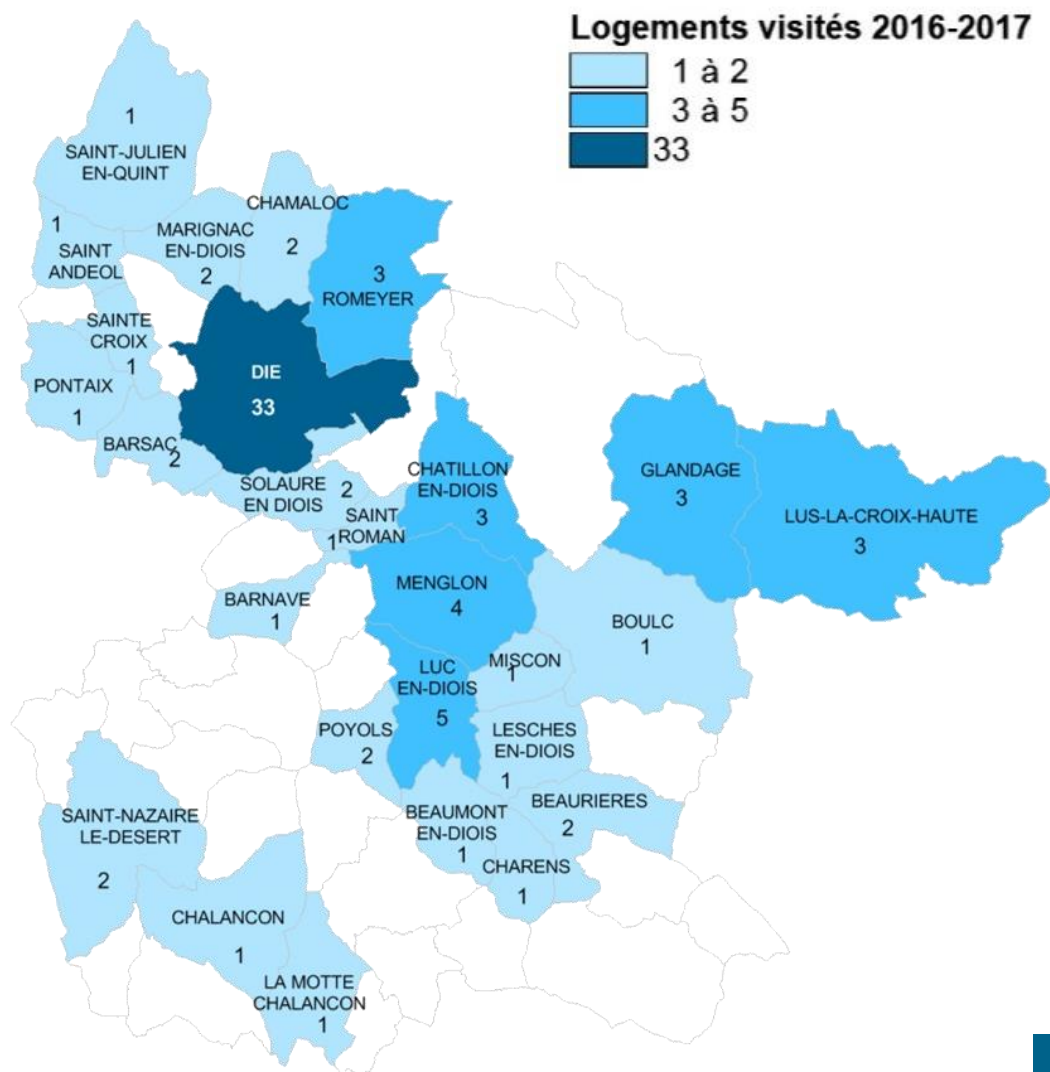 Logements visités 2016-2017
1 à 2
3 à 5
33
1
SAINT-JULIEN
EN-QUINT
1
SAINT
ANDEOL
MARIGNAC
EN-DIOIS
2
CHAMALOC
2
3
ROMEYER
SAINTE
CROIX
1
PONTAIX
1
DIE
33
BARSAC
2
SOLAURE
EN DIOIS
2
SAINT
ROMAN
1
CHATILLON
EN-DIOIS
3
GLANDAGE
3
LUS-LA-CROIX-HAUTE
3
MENGLON
4
BARNAVE
1
BOULC
1
MISCON
1
LUC
EN-DIOIS
5
POYOLS
2
LESCHES
EN-DIOIS
1
BEAURIERES
2
BEAUMONT
EN-DIOIS
1
CHARENS
1
SAINT-NAZAIRE
LE-DESERT
2
CHALANCON
1
LA MOTTE
CHALANCON
1